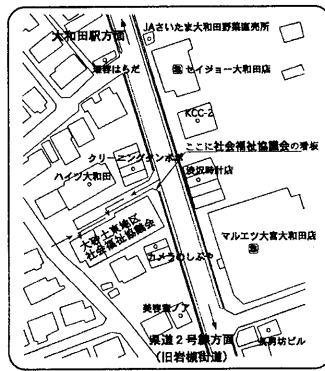 JAさいたま大和田野菜直売所
大和田駅方面
セイジョー大和田店
KCC-2
ここに社会福祉協議会の看板
クリーニングタンポポ
ハイツ大和田
渋沢時計店
大砂土東地区
社会福祉協議会
マルエツ大宮大和田店
カメラのしぶや
美容室ノア
県道2号線方面
(旧岩槻街道)